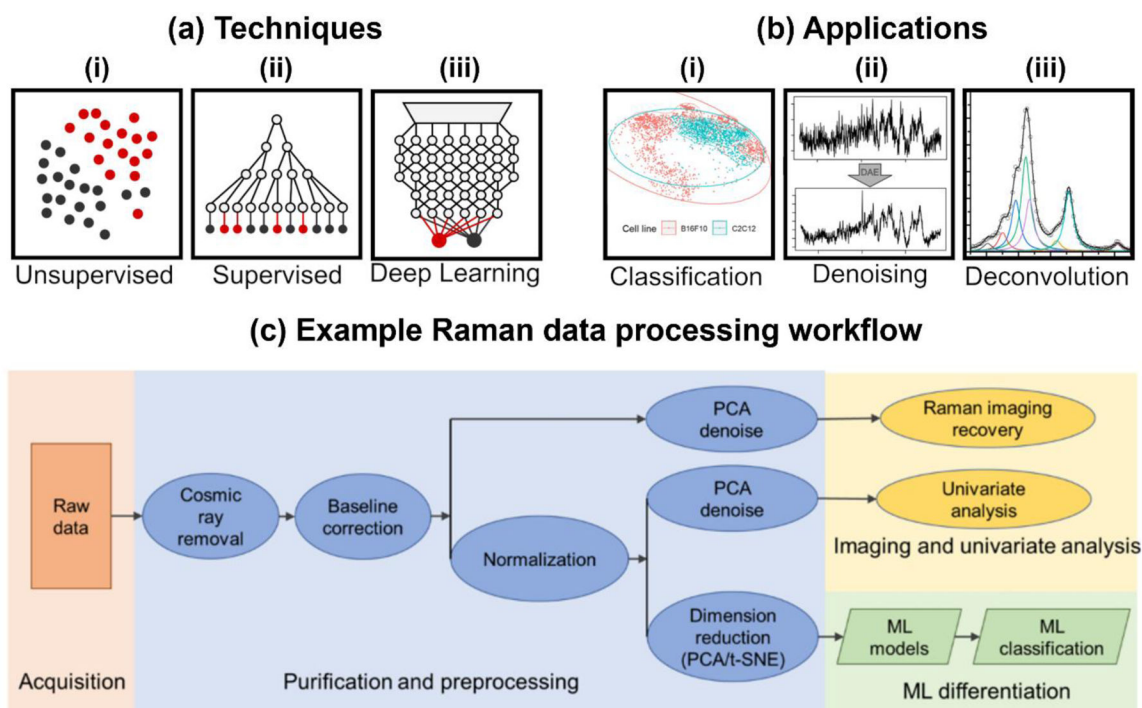 (a) Techniques
(i)
(ii)
(iii)
Unsupervised
Supervised
Deep Learning
(b) Applications
(i)
(ii)
(iii)
Cell line
B16F10
C2C12
DAE
Classification
Denoising
Deconvolution
(c) Example Raman data processing workflow
Raw
data
Cosmic
ray
removal
Baseline
correction
PCA
denoise
Raman imaging
recovery
Normalization
PCA
denoise
Univariate
analysis
Imaging and univariate analysis
Dimension
reduction
(PCA/t-SNE)
ML
models
ML
classification
Acquisition
Purification and preprocessing
ML differentiation